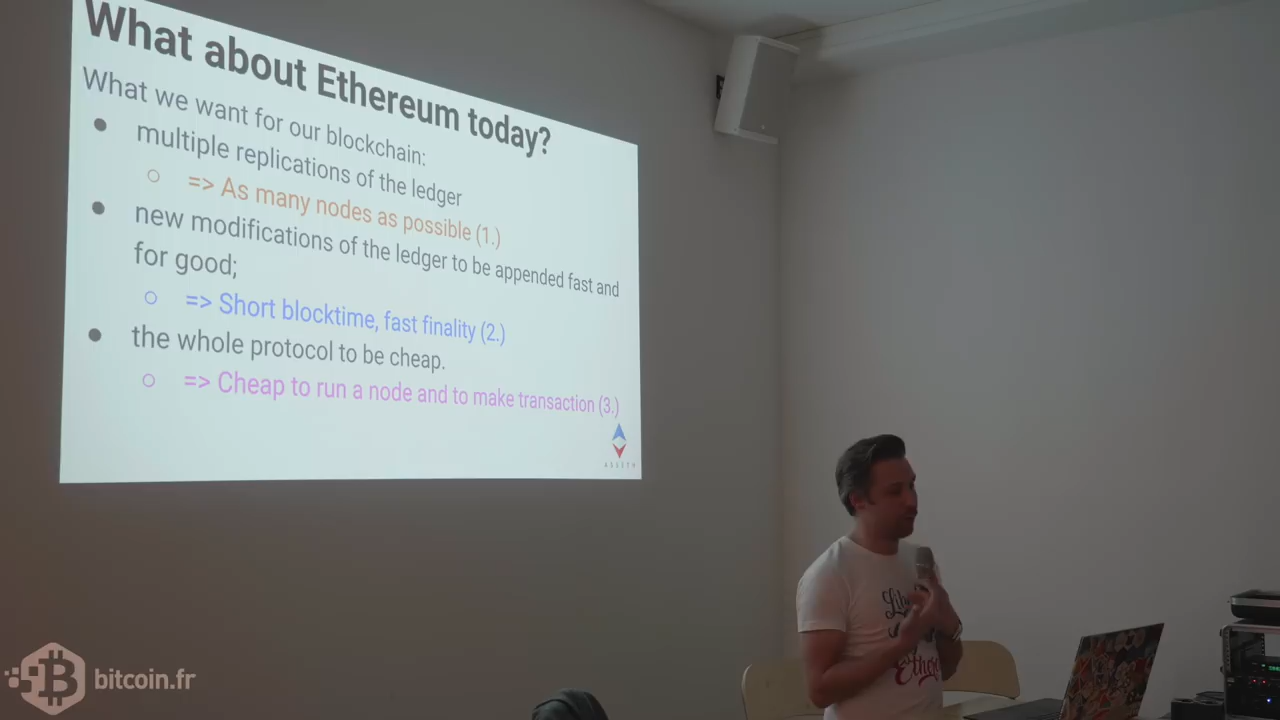 What about Ethereum today?
What we want for our blockchain:
● multiple replications of the ledger
○ => As many nodes as possible (1.)
● new modifications of the ledger to be appended fast and
for good;
○ => Short blocktime, fast finality (2.)
● the whole protocol to be cheap.
○ => Cheap to run a node and to make transaction (3.)
ASSETH
bitcoin.fr